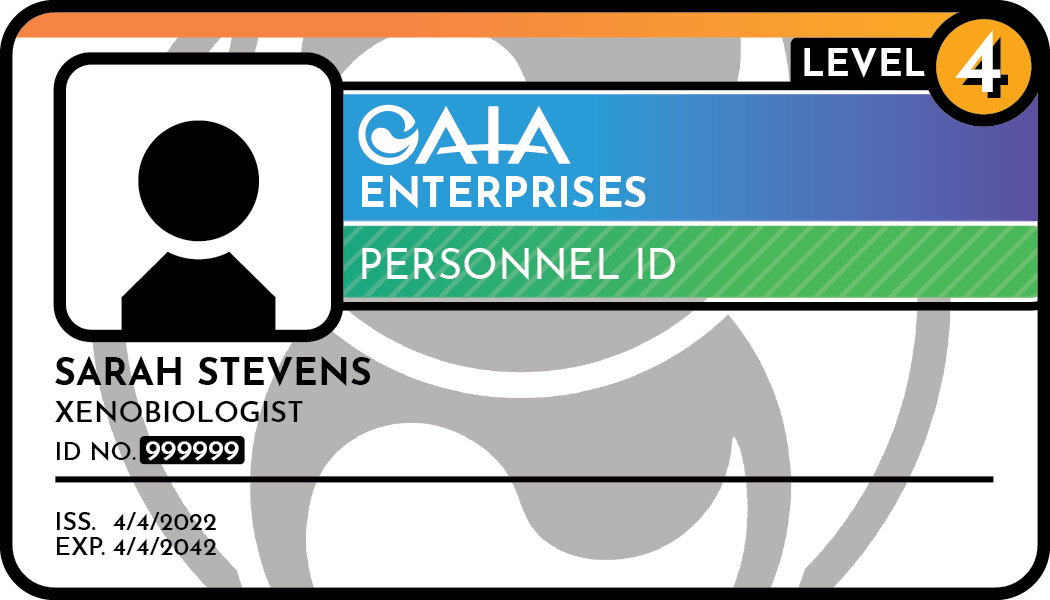 LEVEL 4
GAIA
ENTERPRISES
PERSONNEL ID
SARAH STEVENS
XENOBIOLOGIST
ID NO. 999999
ISS. 4/4/2022
EXP. 4/4/2042